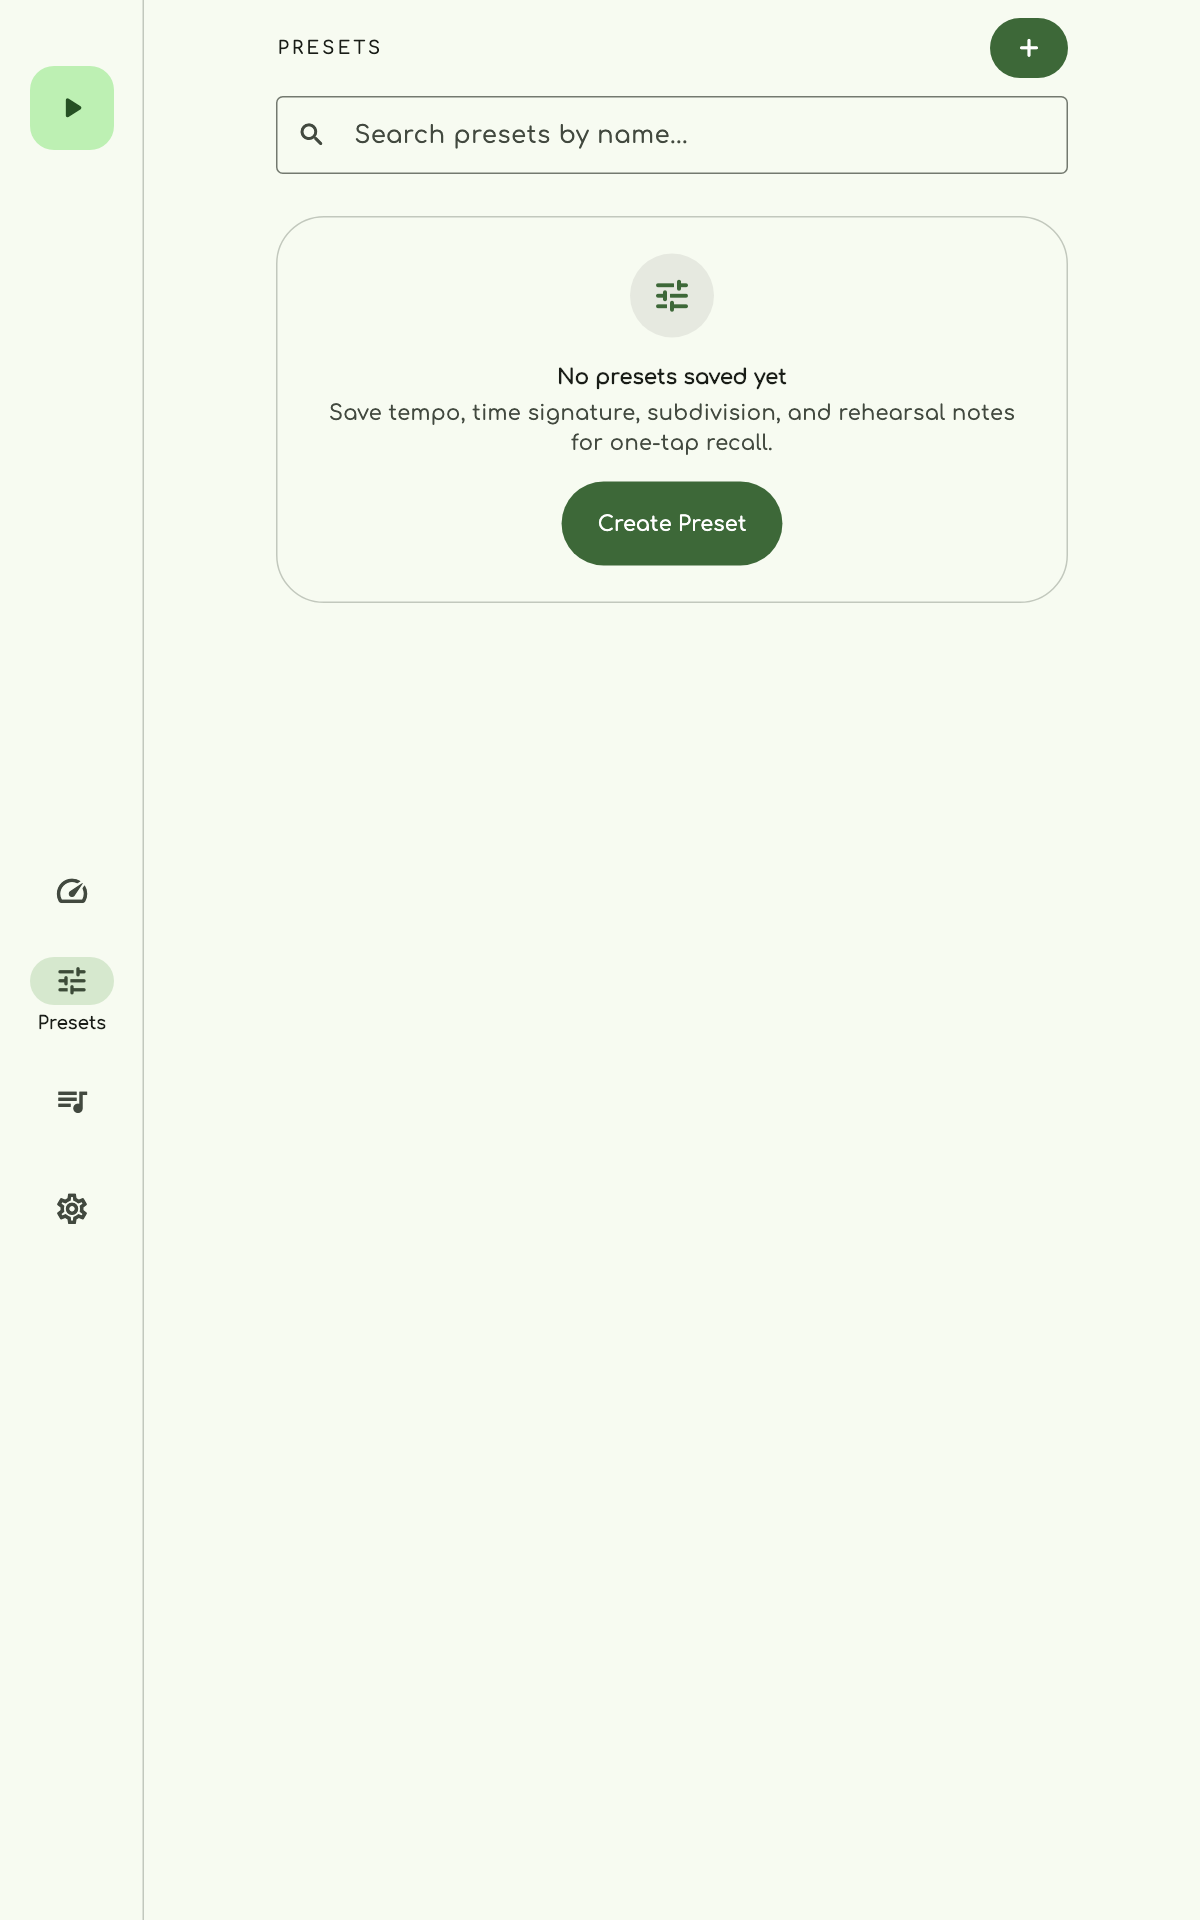 PRESETS
Search presets by name...
No presets saved yet
Save tempo, time signature, subdivision, and rehearsal notes
for one-tap recall.
Create Preset
Presets